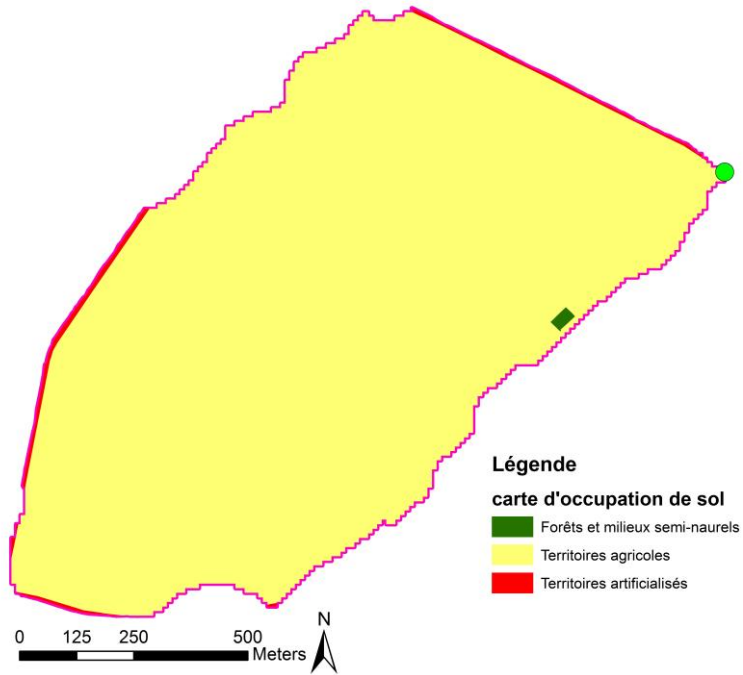 Légende
carte d'occupation de sol
Forêts et milieux semi-naurels
Territoires agricoles
Territoires artificialisés
0 125 250 500
Meters
N